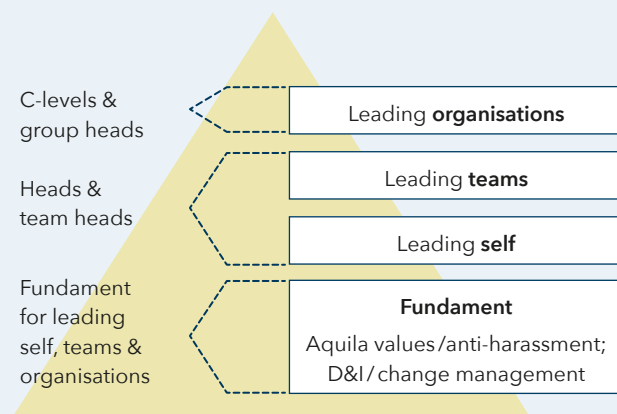 C-levels &
group heads
Leading organisations
Heads &
team heads
Leading teams
Leading self
Fundament
for leading
self, teams &
organisations
Fundament
Aquila values/anti-harassment;
D&I/change management